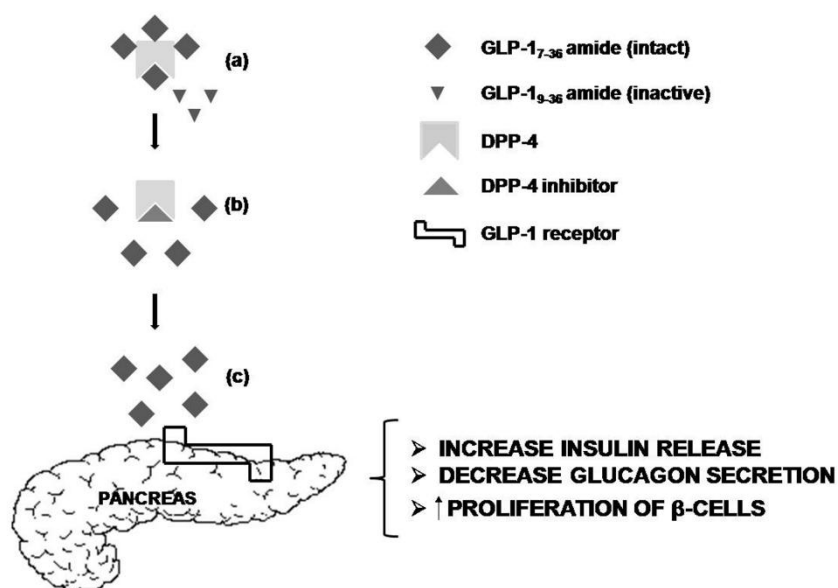 (a)
(b)
(c)
PANCREAS
GLP-1₇₋₃₆ amide (intact)
GLP-1₉₋₃₆ amide (inactive)
DPP-4
DPP-4 inhibitor
GLP-1 receptor
➢ INCREASE INSULIN RELEASE
➢ DECREASE GLUCAGON SECRETION
➢ ↑PROLIFERATION OF β-CELLS